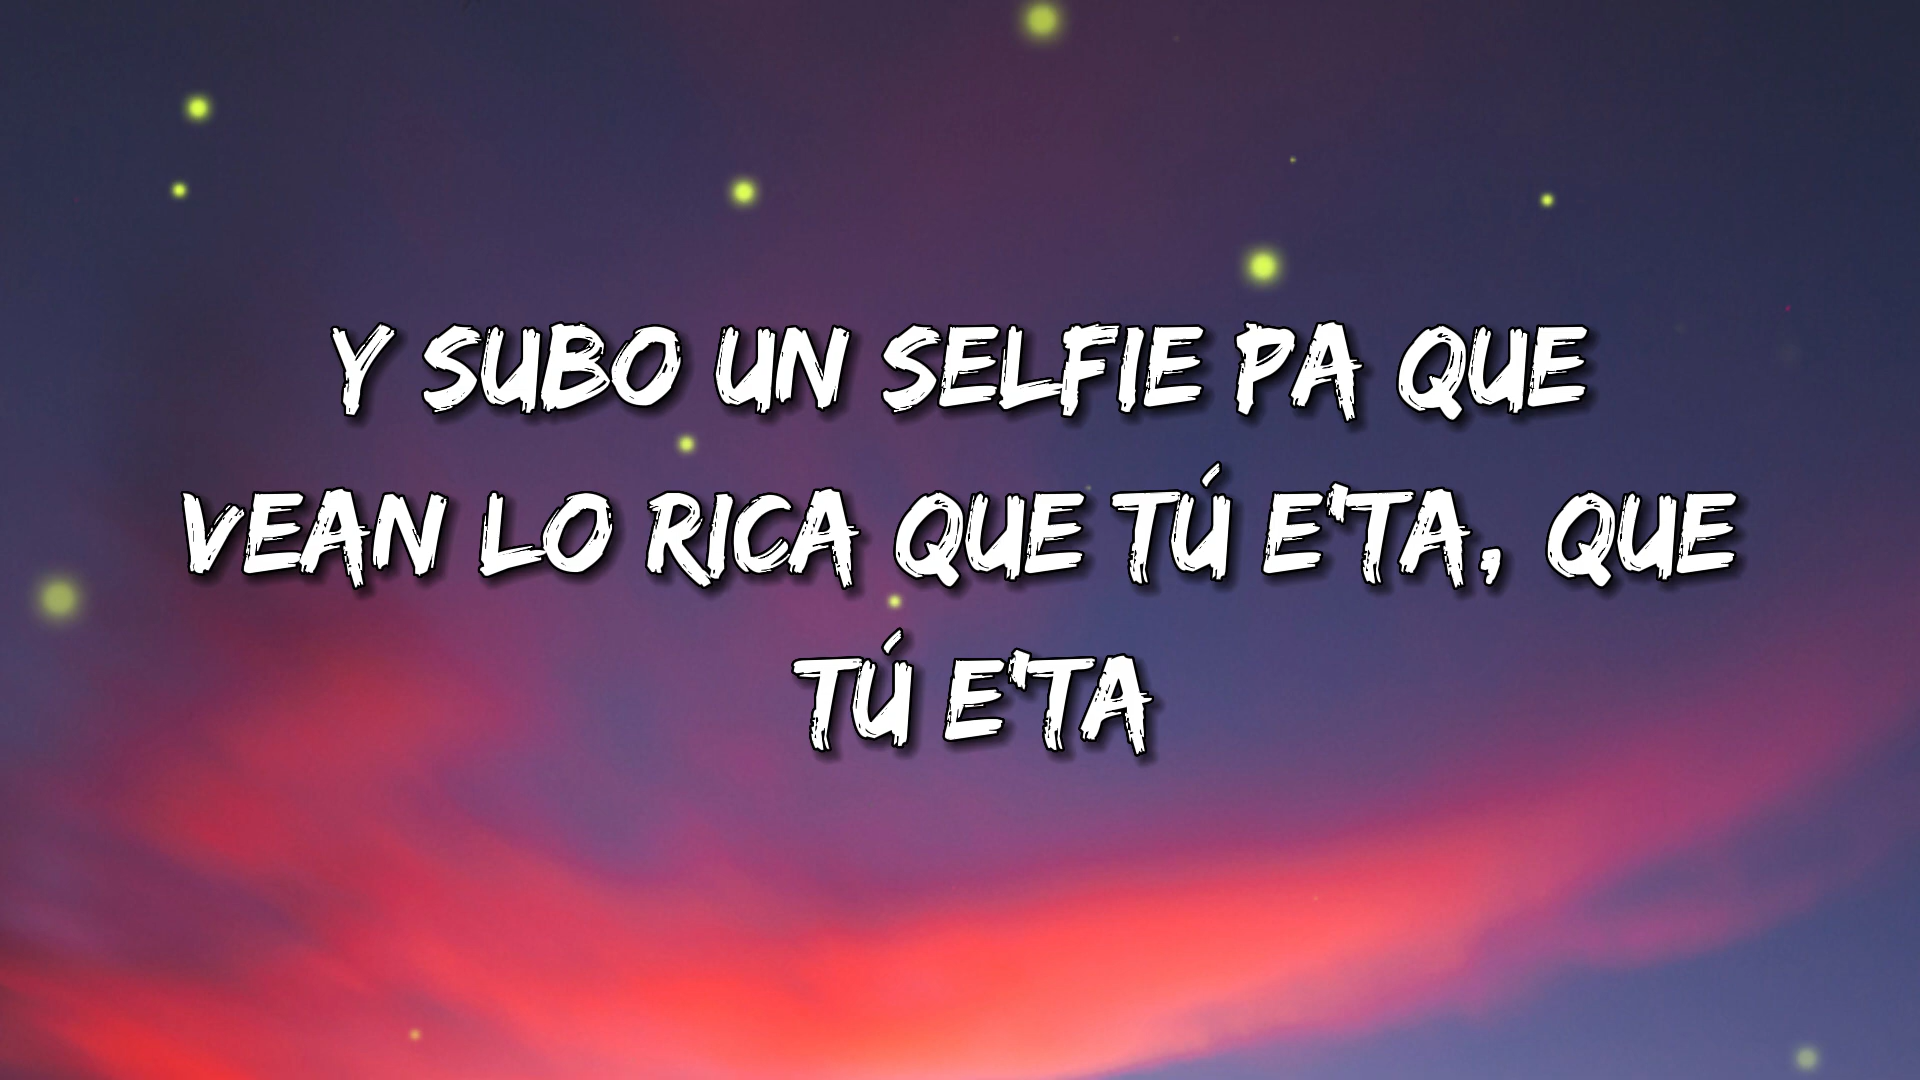 Y SUBO UN SELFIE PA QUE
VEAN LO RICA QUE TÚ E'TA, QUE
TÚ E'TA